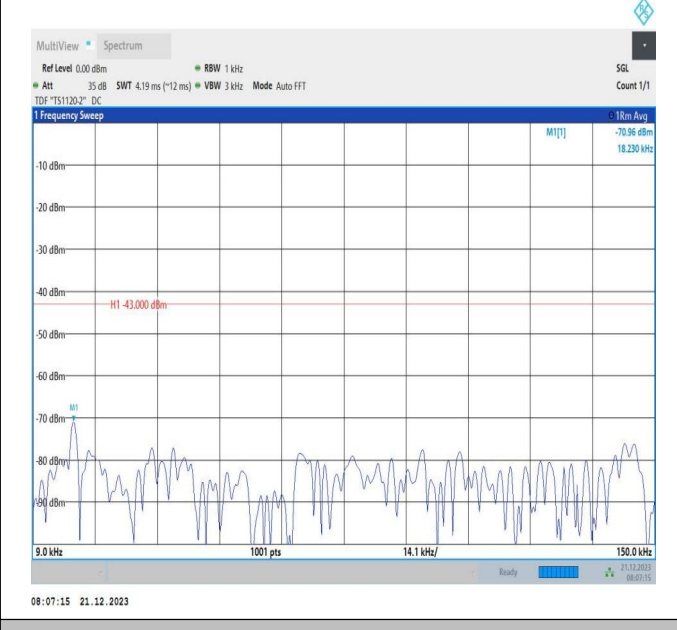 R&S
MultiView Spectrum
Ref Level 0.00 dBm RBW 1 kHz SGL
Att 35 dB SWT 4.19 ms (~12 ms) VBW 3 kHz Mode Auto FFT Count 1/1
TDF "TS1120-2" DC
1 Frequency Sweep 1Rm Avg
M1[1] -70.96 dBm
18.230 kHz
-10 dBm
-20 dBm
-30 dBm
-40 dBm
H1 -43.000 dBm
-50 dBm
-60 dBm
M1
-70 dBm
-80 dBm
-90 dBm
9.0 kHz 1001 pts 14.1 kHz/ 150.0 kHz
Ready 21.12.2023
08:07:15
08:07:15 21.12.2023